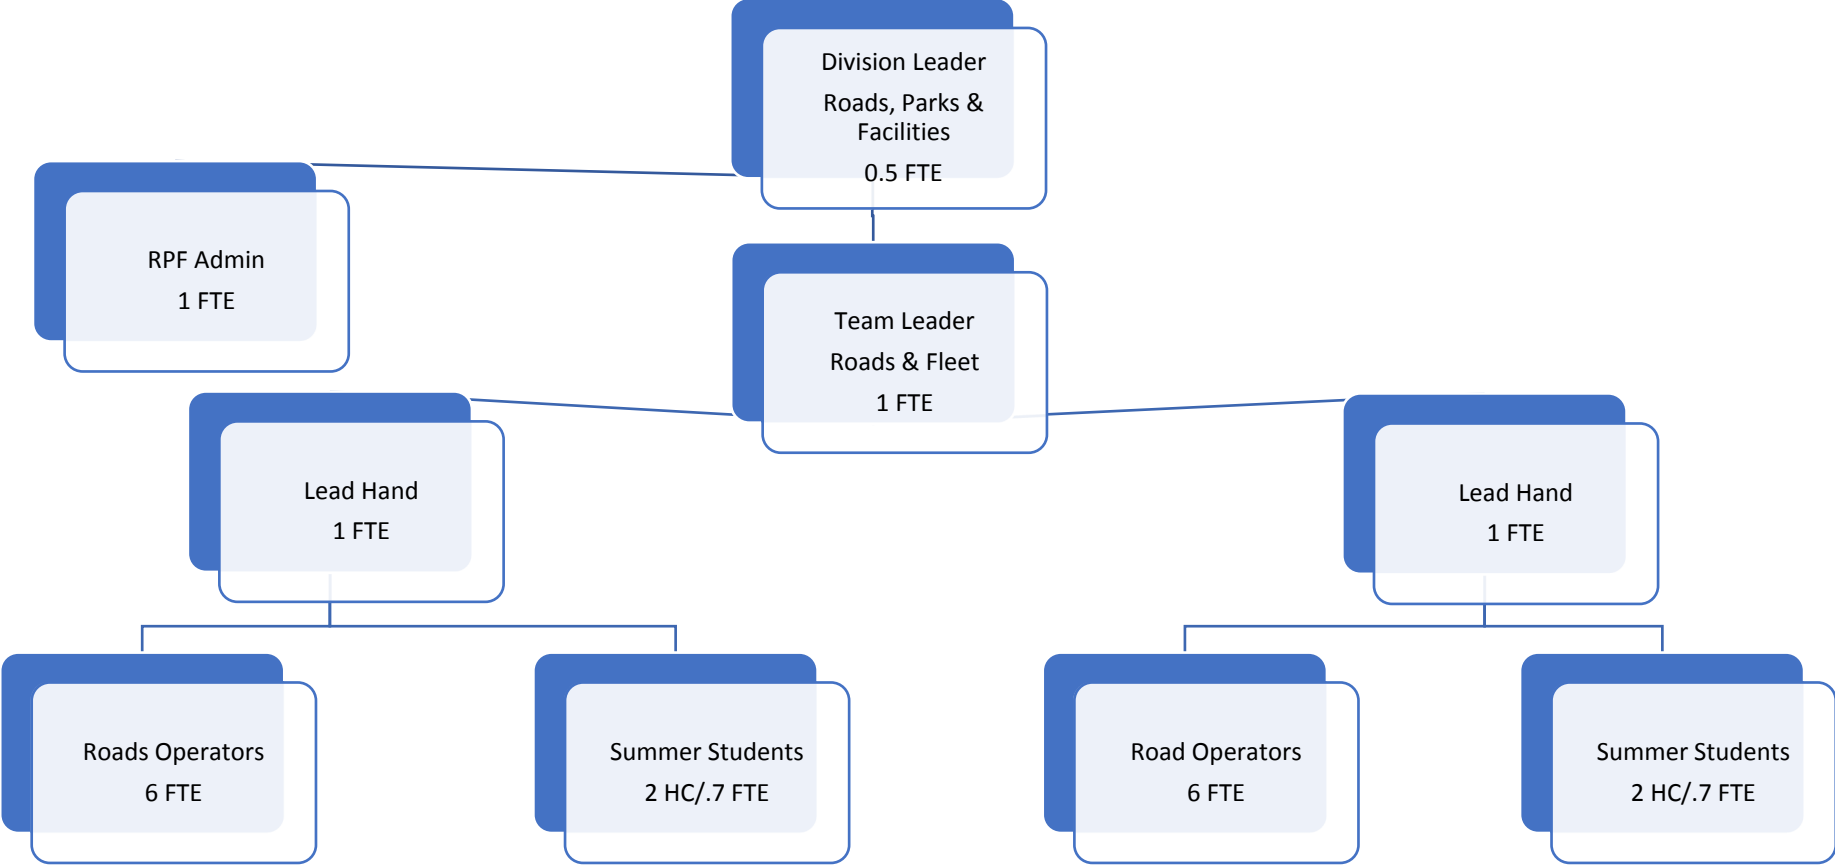 Division Leader
Roads, Parks &
Facilities
0.5 FTE
RPF Admin
1 FTE
Team Leader
Roads & Fleet
1 FTE
Lead Hand
1 FTE
Lead Hand
1 FTE
Roads Operators
6 FTE
Summer Students
2 HC/.7 FTE
Road Operators
6 FTE
Summer Students
2 HC/.7 FTE